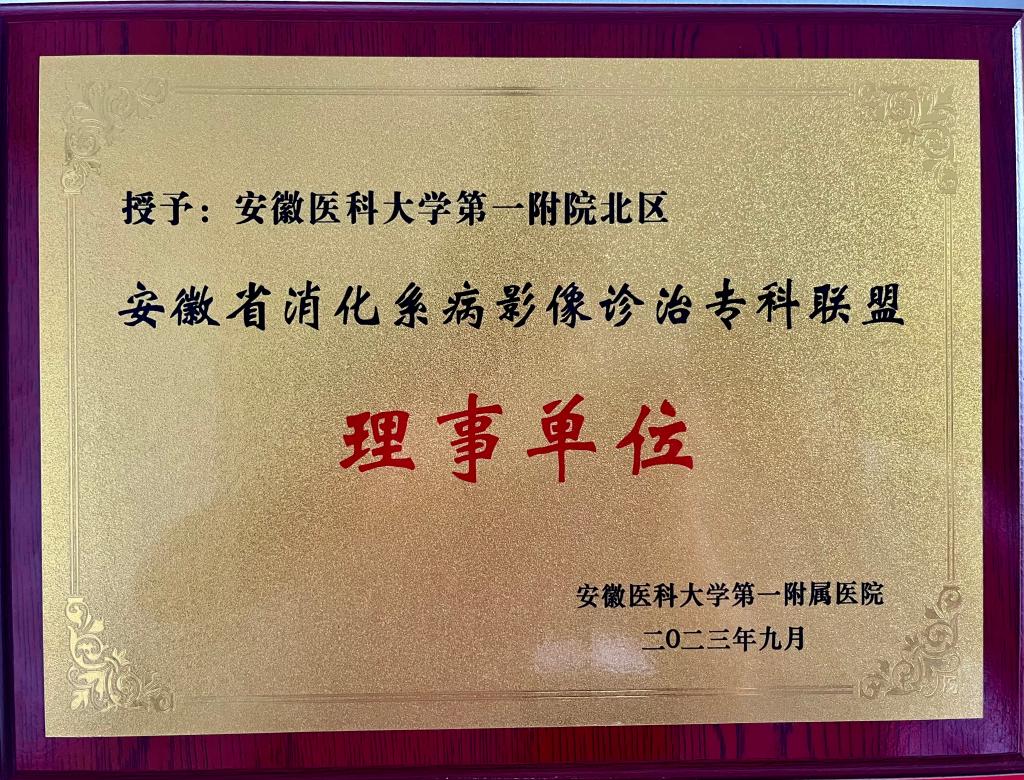 授予：安徽医科大学第一附院北区
安徽省消化系病影像诊治专科联盟
理事单位
安徽医科大学第一附属医院
二〇二三年九月